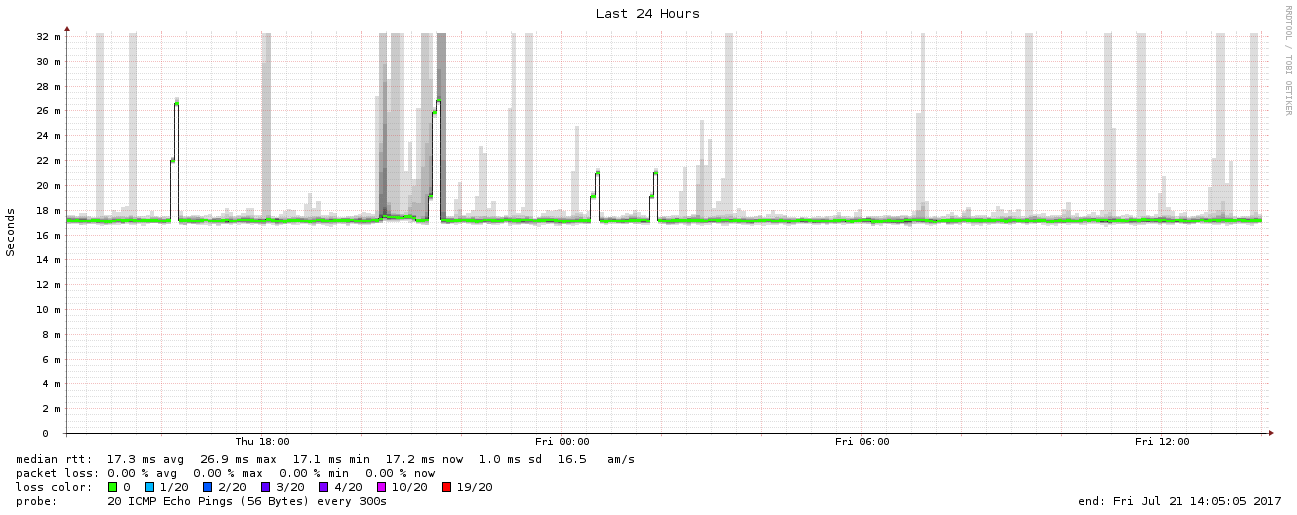 Last 24 Hours
RRDTOOL / TOBI OETIKER
32 m
30 m
28 m
26 m
24 m
22 m
20 m
18 m
16 m
14 m
12 m
10 m
8 m
6 m
4 m
2 m
0
Seconds
Thu 18:00 Fri 00:00 Fri 06:00 Fri 12:00
median rtt: 17.3 ms avg 26.9 ms max 17.1 ms min 17.2 ms now 1.0 ms sd 16.5 am/s
packet loss: 0.00 % avg 0.00 % max 0.00 % min 0.00 % now
loss color: 0 1/20 2/20 3/20 4/20 10/20 19/20
probe: 20 ICMP Echo Pings (56 Bytes) every 300s end: Fri Jul 21 14:05:05 2017